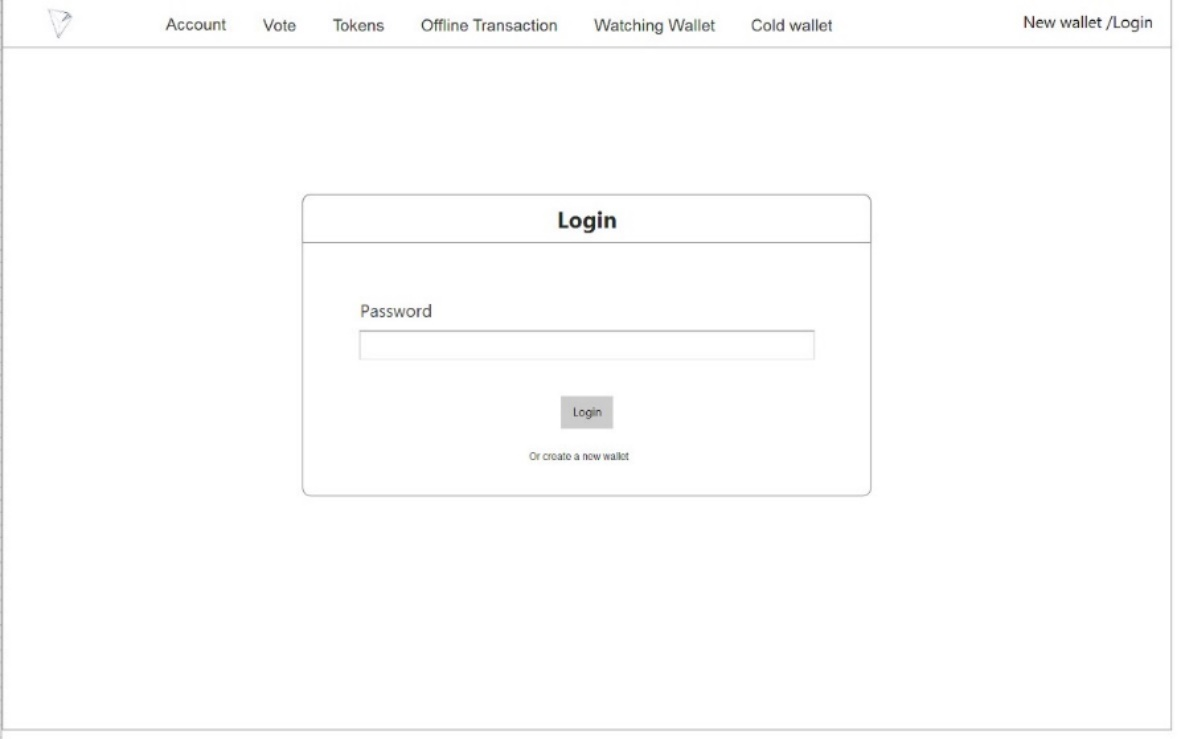 Account Vote Tokens Offline Transaction Watching Wallet Cold wallet New wallet /Login
Login
Password
Login
Or create a new wallet